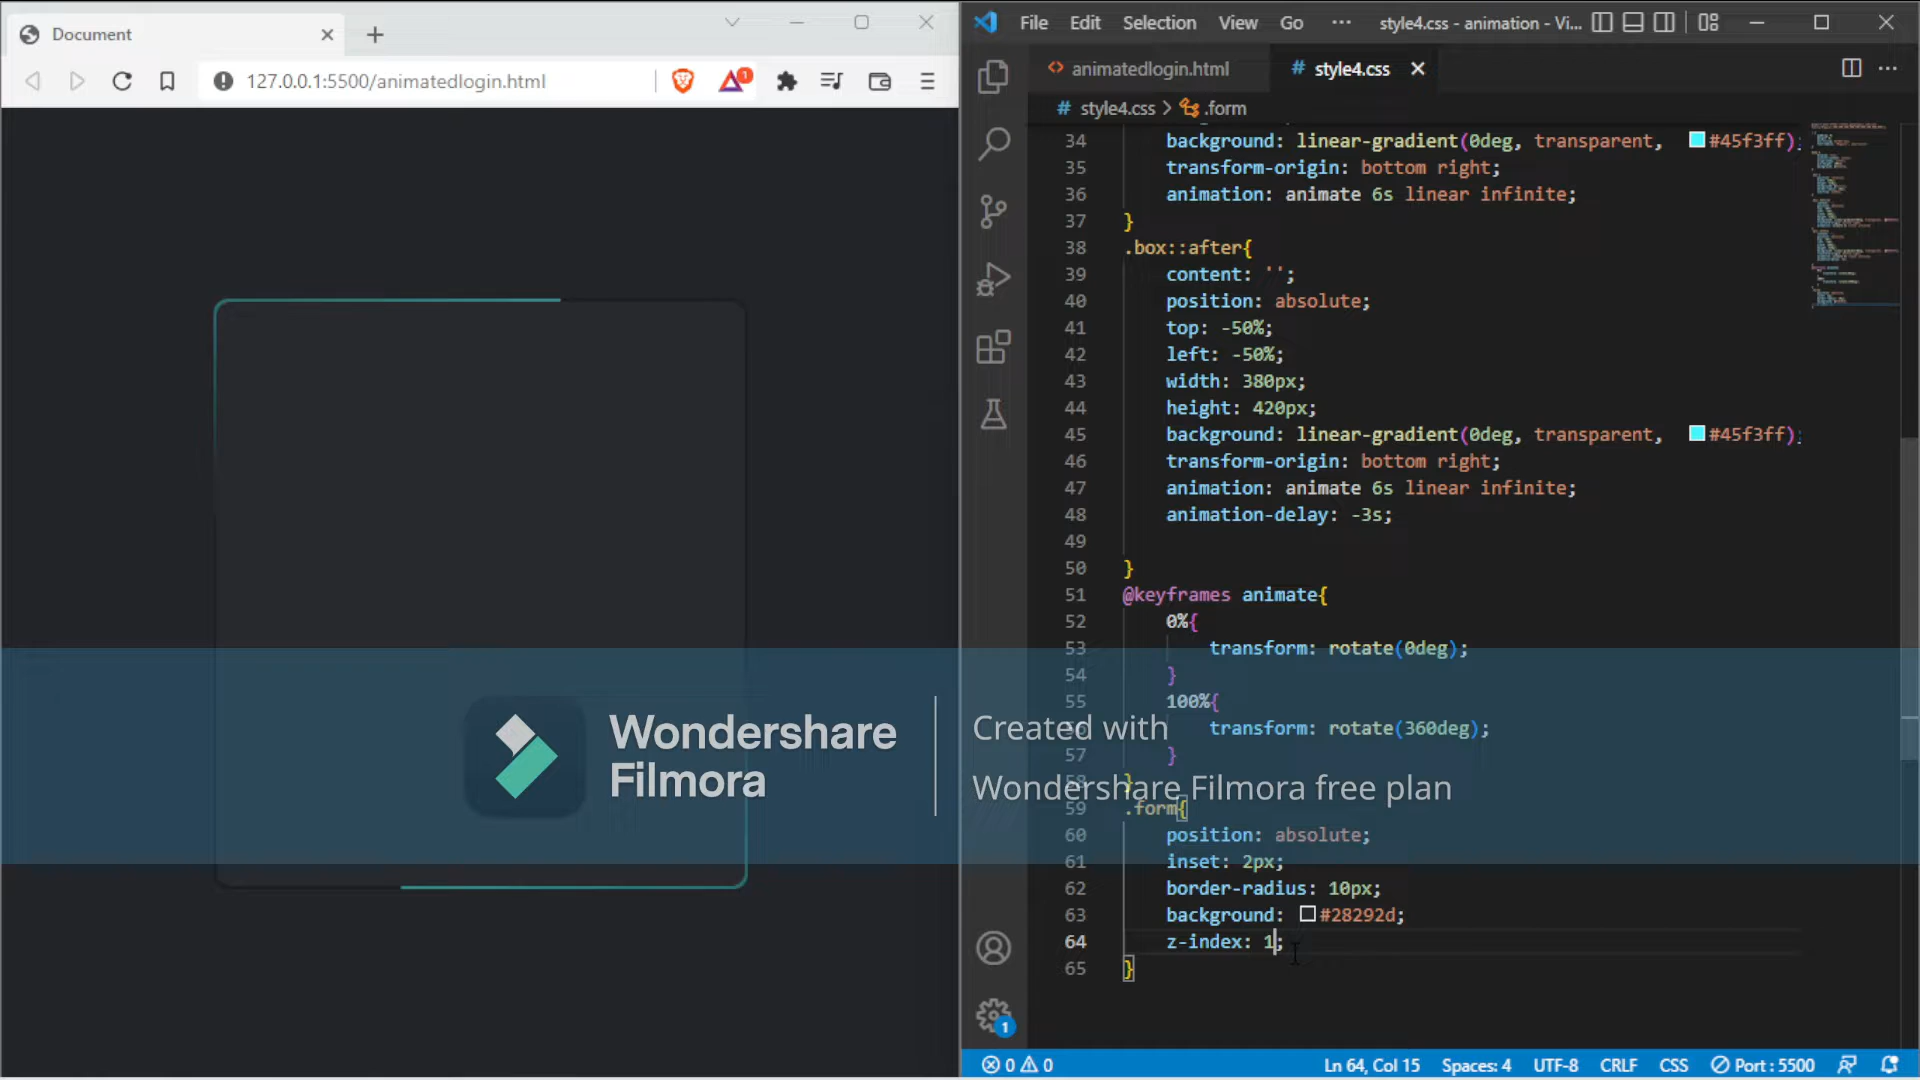 Document
127.0.0.1:5500/animatedlogin.html
1
File Edit Selection View Go ··· style4.css - animation - Vi...
<> animatedlogin.html # style4.css
# style4.css > .form
34 background: linear-gradient(0deg, transparent, #45f3ff);
35 transform-origin: bottom right;
36 animation: animate 6s linear infinite;
37 }
38 .box::after{
39 content: '';
40 position: absolute;
41 top: -50%;
42 left: -50%;
43 width: 380px;
44 height: 420px;
45 background: linear-gradient(0deg, transparent, #45f3ff);
46 transform-origin: bottom right;
47 animation: animate 6s linear infinite;
48 animation-delay: -3s;
49
50 }
51 @keyframes animate{
52 0%{
53 transform: rotate(0deg);
54 }
55 100%{
56 transform: rotate(360deg);
57 }
58 }
59 .form{
60 position: absolute;
61 inset: 2px;
62 border-radius: 10px;
63 background: #28292d;
64 z-index: 1;
65 }
Wondershare
Filmora
Created with
Wondershare Filmora free plan
1
0 0 Ln 64, Col 15 Spaces: 4 UTF-8 CRLF CSS Port : 5500